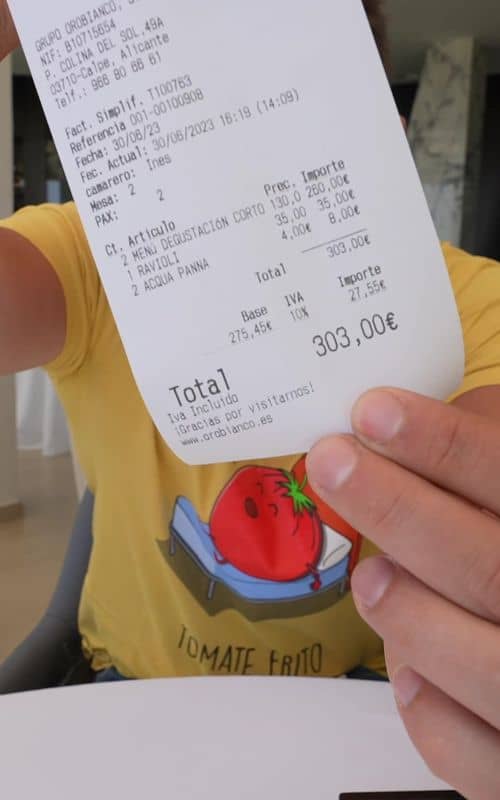 GRUPO OROBIANCO, S
NIF: B10715654
P. COLINA DEL SOL,49A
03710-Calpe, Alicante
Telf.: 966 80 66 61
Fact. Simplif. T100763
Referencia 001-00100908
Fecha: 30/06/23
Fec. Actual: 30/06/2023 16:19 (14:09)
camarero: Ines
Mesa: 2
PAX: 2
Ct. Artículo Prec. Importe
2 MENÚ DEGUSTACIÓN CORTO 130,0 260,00€
1 RAVIOLI 35,00 35,00€
2 ACQUA PANNA 4,00€ 8,00€
Total 303,00€
Base IVA Importe
275,45€ 10% 27,55€
Total 303,00€
Iva Incluido
¡Gracias por visitarnos!
www.orobianco.es
TOMATE FRITO